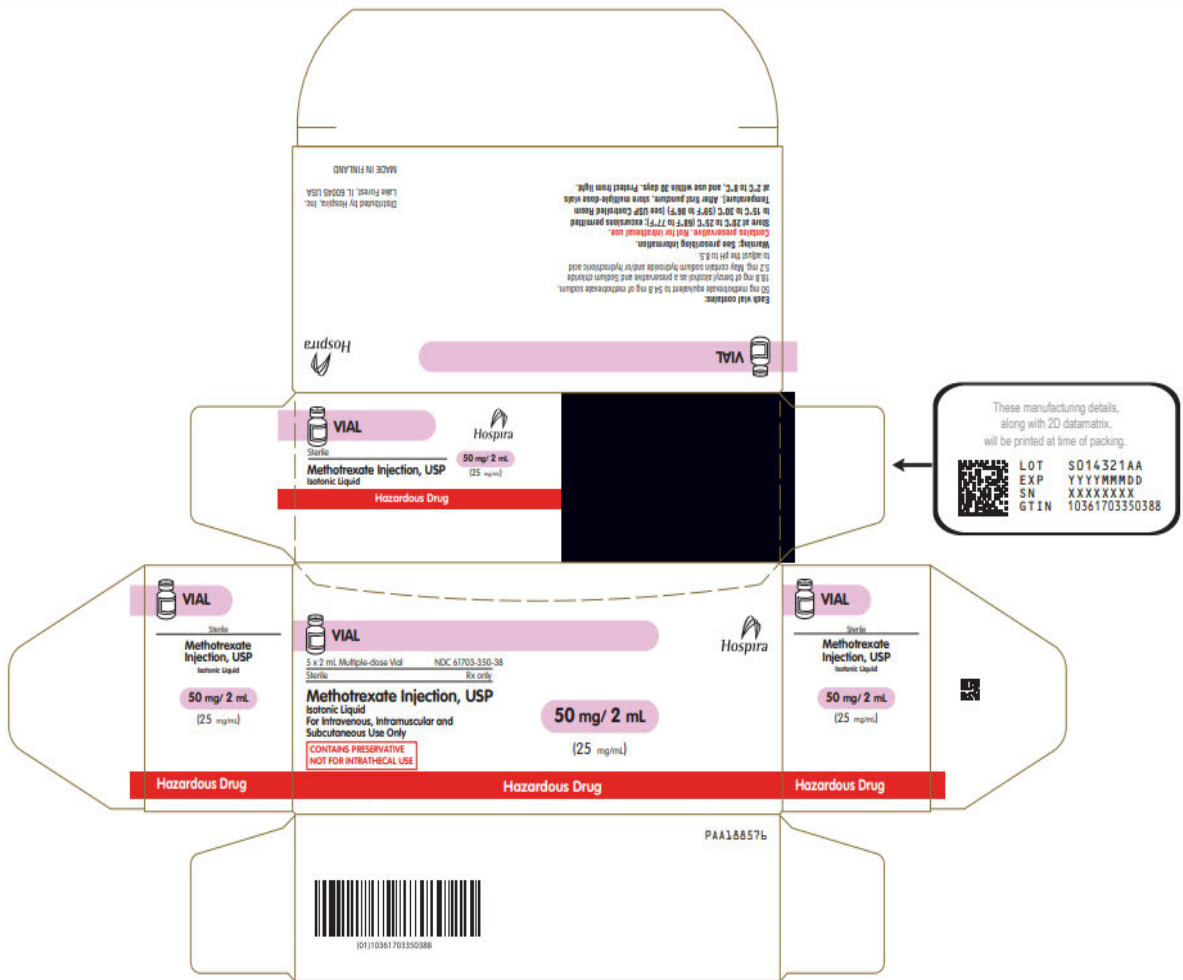 VIAL
Hospira
Each vial contains:
50 mg methotrexate equivalent to 54.8 mg of methotrexate sodium,
18.8 mg of benzyl alcohol as a preservative and Sodium chloride
5.2 mg. May contain sodium hydroxide and/or hydrochloric acid
to adjust the pH to 8.5.
Warning: See prescribing information.
Contains preservative. Not for intrathecal use.
Store at 20°C to 25°C (68°F to 77°F); excursions permitted
to 15°C to 30°C (59°F to 86°F) [see USP Controlled Room
Temperature]. After first puncture, store multiple-dose vials
at 2°C to 8°C, and use within 30 days. Protect from light.
Distributed by Hospira, Inc.
Lake Forest, IL 60045 USA
MADE IN FINLAND
VIAL
Hospira
Sterile
Methotrexate Injection, USP
Isotonic Liquid
50 mg/ 2 mL
(25 mg/mL)
Hazardous Drug
These manufacturing details,
along with 2D datamatrix,
will be printed at time of packing.
LOT SO14321AA
EXP YYYYMMMDD
SN XXXXXXXX
GTIN 10361703350388
VIAL
Sterile
Methotrexate
Injection, USP
Isotonic Liquid
50 mg/ 2 mL
(25 mg/mL)
Hazardous Drug
VIAL
Hospira
5 x 2 mL Multiple-dose Vial NDC 61703-350-38
Sterile Rx only
Methotrexate Injection, USP
Isotonic Liquid
For Intravenous, Intramuscular and
Subcutaneous Use Only
CONTAINS PRESERVATIVE
NOT FOR INTRATHECAL USE
50 mg/ 2 mL
(25 mg/mL)
Hazardous Drug
VIAL
Sterile
Methotrexate
Injection, USP
Isotonic Liquid
50 mg/ 2 mL
(25 mg/mL)
Hazardous Drug
PAA188576
(01)10361703350388